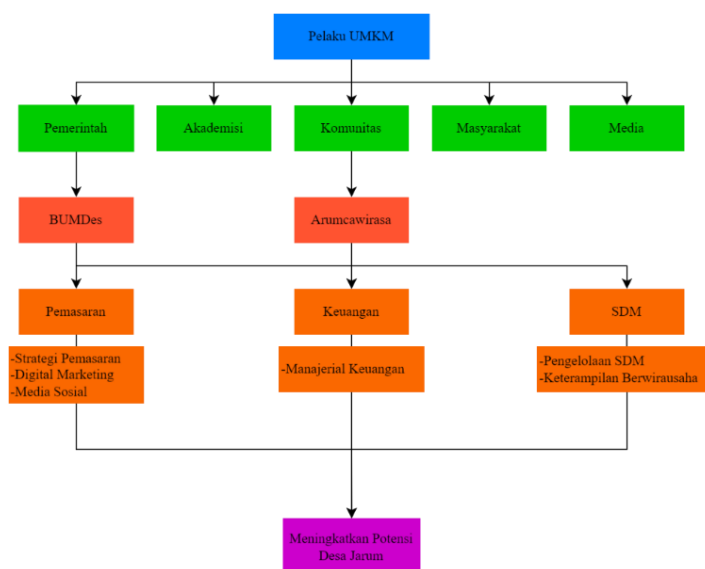 Pelaku UMKM
Pemerintah
Akademisi
Komunitas
Masyarakat
Media
BUMDes
Arumcawirasa
Pemasaran
Keuangan
SDM
-Strategi Pemasaran
-Digital Marketing
-Media Sosial
-Manajerial Keuangan
-Pengelolaan SDM
-Keterampilan Berwirausaha
Meningkatkan Potensi
Desa Jarum